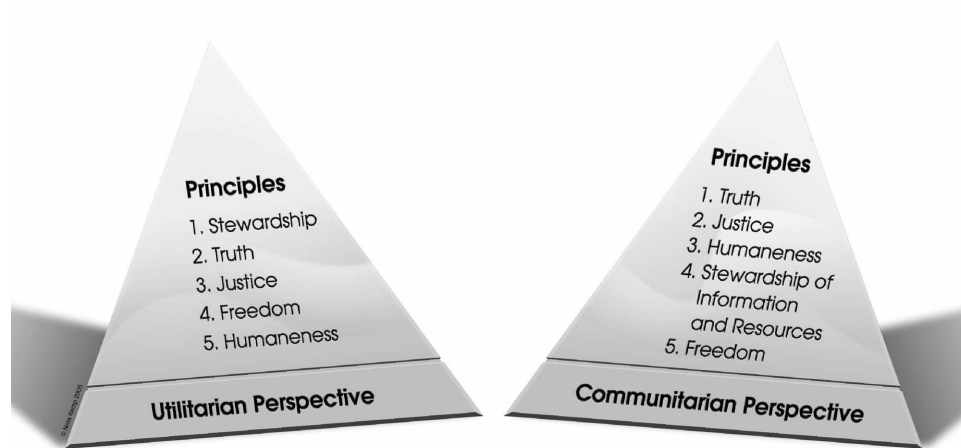 Principles
1. Stewardship
2. Truth
3. Justice
4. Freedom
5. Humaneness
Utilitarian Perspective
Principles
1. Truth
2. Justice
3. Humaneness
4. Stewardship of
Information
and Resources
5. Freedom
Communitarian Perspective